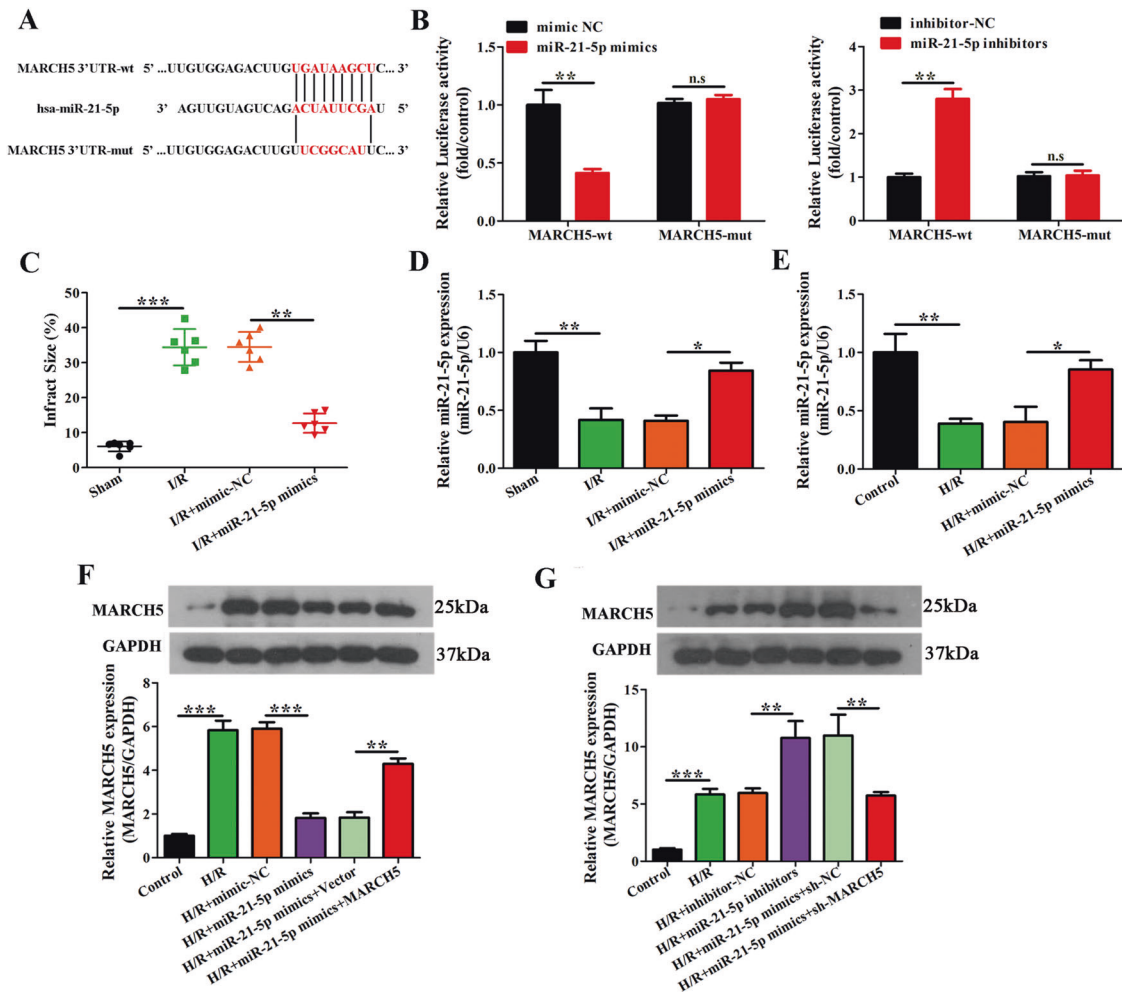 A
MARCH5 3'UTR-wt 5' ...UUGUGGAGACUUGUGAUAAGCUC... 3'
hsa-miR-21-5p 3' AGUUGUAGUCAGACUAUUCGAU 5'
MARCH5 3'UTR-mut 5' ...UUGUGGAGACUUGUUCGGCAUUC... 3'
B
mimic NC
miR-21-5p mimics
Relative Luciferase activity
(fold/control)
1.5
1.0
0.5
0.0
**
n.s
MARCH5-wt MARCH5-mut
inhibitor-NC
miR-21-5p inhibitors
Relative Luciferase activity
(fold/control)
4
3
2
1
0
**
n.s
MARCH5-wt MARCH5-mut
C
Infract Size (%)
50
40
30
20
10
0
***
**
Sham
I/R
I/R+mimic-NC
I/R+miR-21-5p mimics
D
Relative miR-21-5p expression
(miR-21-5p/U6)
1.5
1.0
0.5
0.0
**
*
Sham
I/R
I/R+mimic-NC
I/R+miR-21-5p mimics
E
Relative miR-21-5p expression
(miR-21-5p/U6)
1.5
1.0
0.5
0.0
**
*
Control
H/R
H/R+mimic-NC
H/R+miR-21-5p mimics
F
MARCH5 25kDa
GAPDH 37kDa
Relative MARCH5 expression
(MARCH5/GAPDH)
8
6
4
2
0
***
***
**
Control
H/R
H/R+mimic-NC
H/R+miR-21-5p mimics
H/R+miR-21-5p mimics+Vector
H/R+miR-21-5p mimics+MARCH5
G
MARCH5 25kDa
GAPDH 37kDa
Relative MARCH5 expression
(MARCH5/GAPDH)
15
10
5
0
***
**
**
Control
H/R
H/R+inhibitor-NC
H/R+miR-21-5p inhibitors
H/R+miR-21-5p mimics+sh-NC
H/R+miR-21-5p mimics+sh-MARCH5